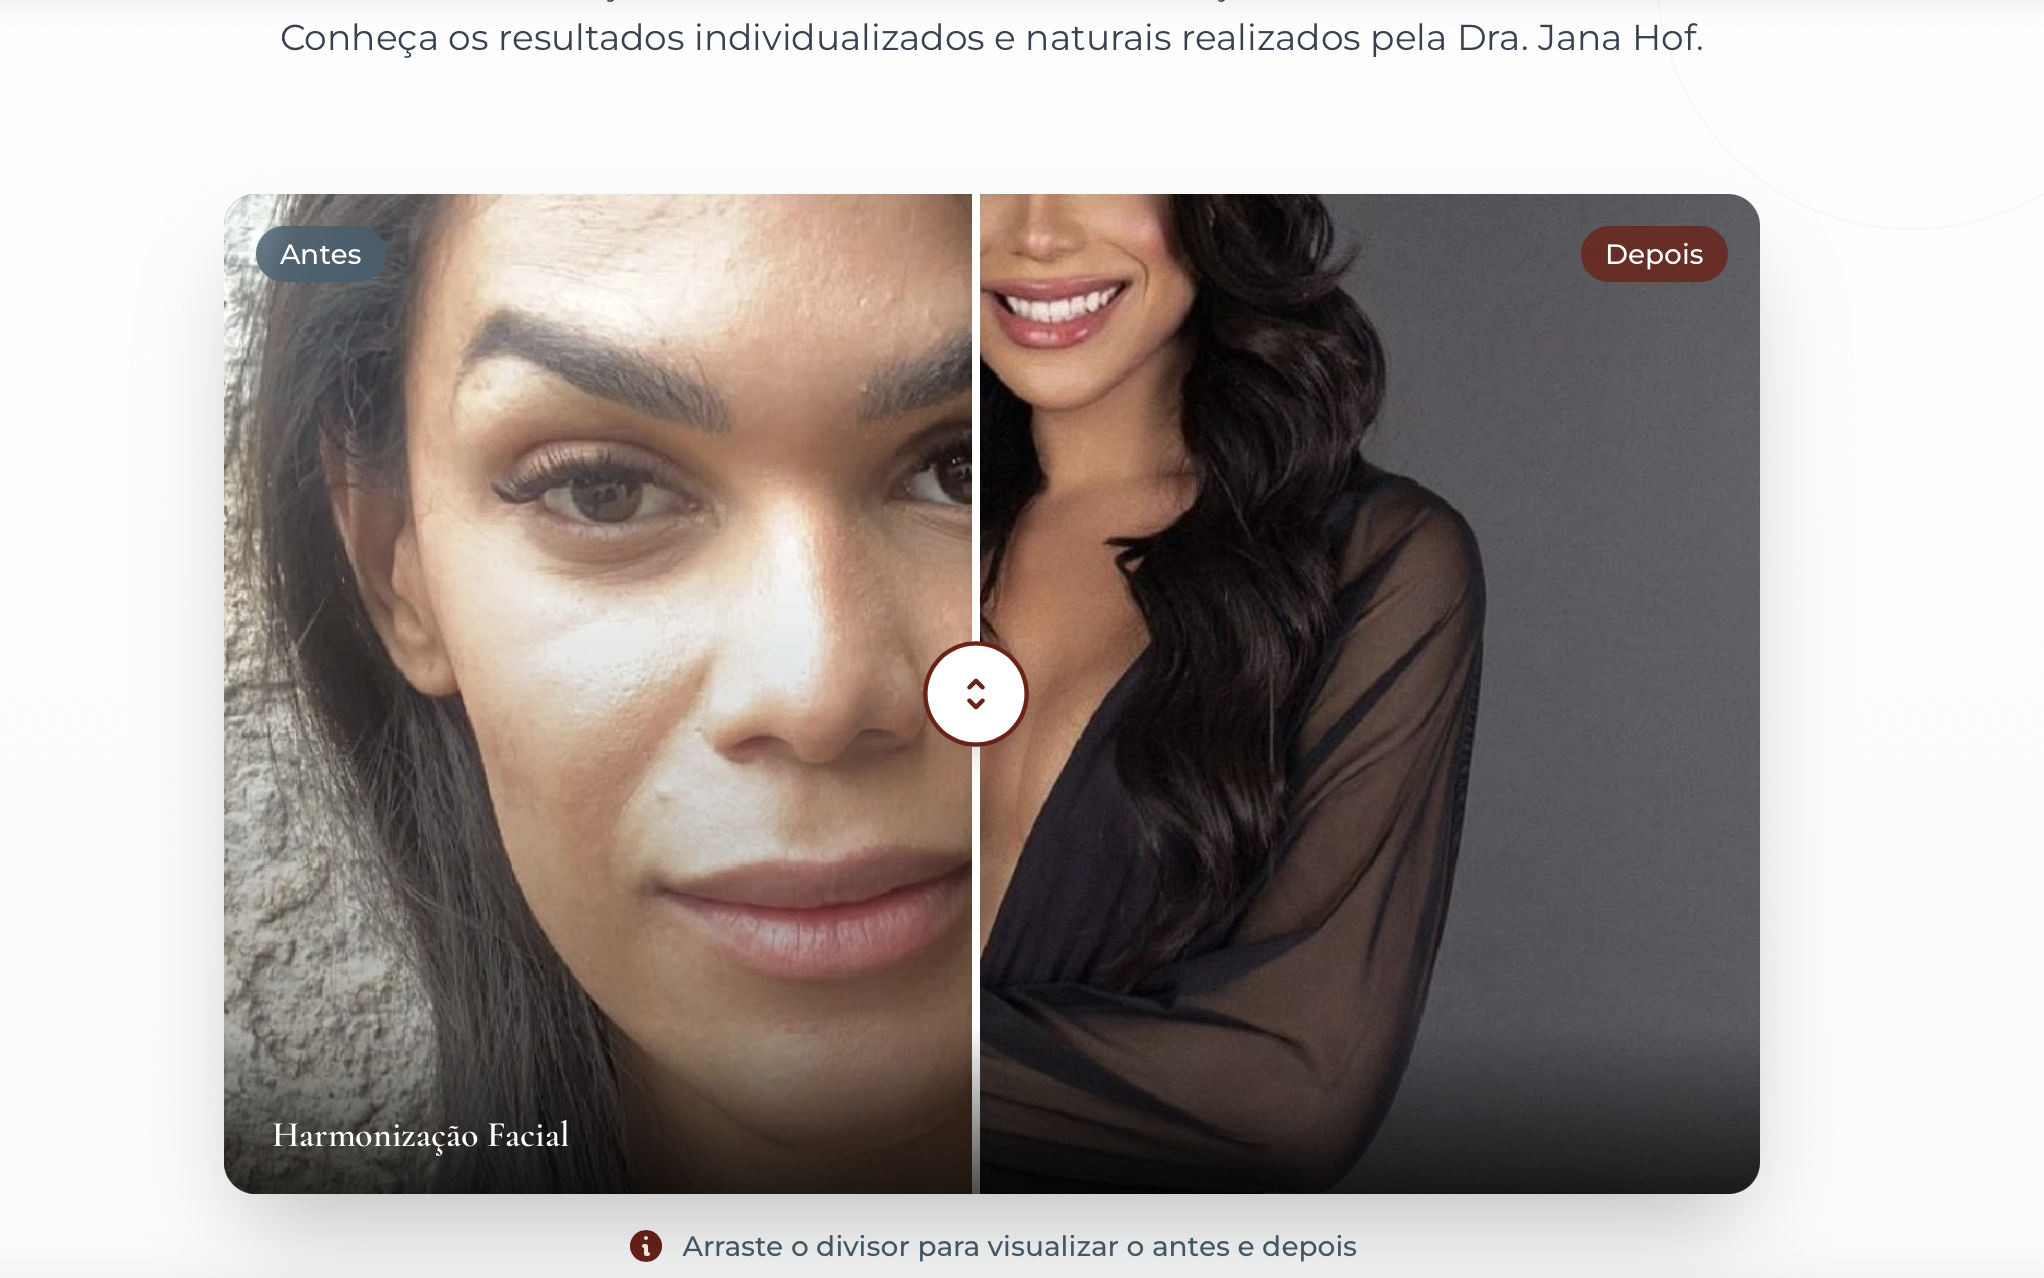 Conheça os resultados individualizados e naturais realizados pela Dra. Jana Hof.
Antes
Depois
Harmonização Facial
Arraste o divisor para visualizar o antes e depois